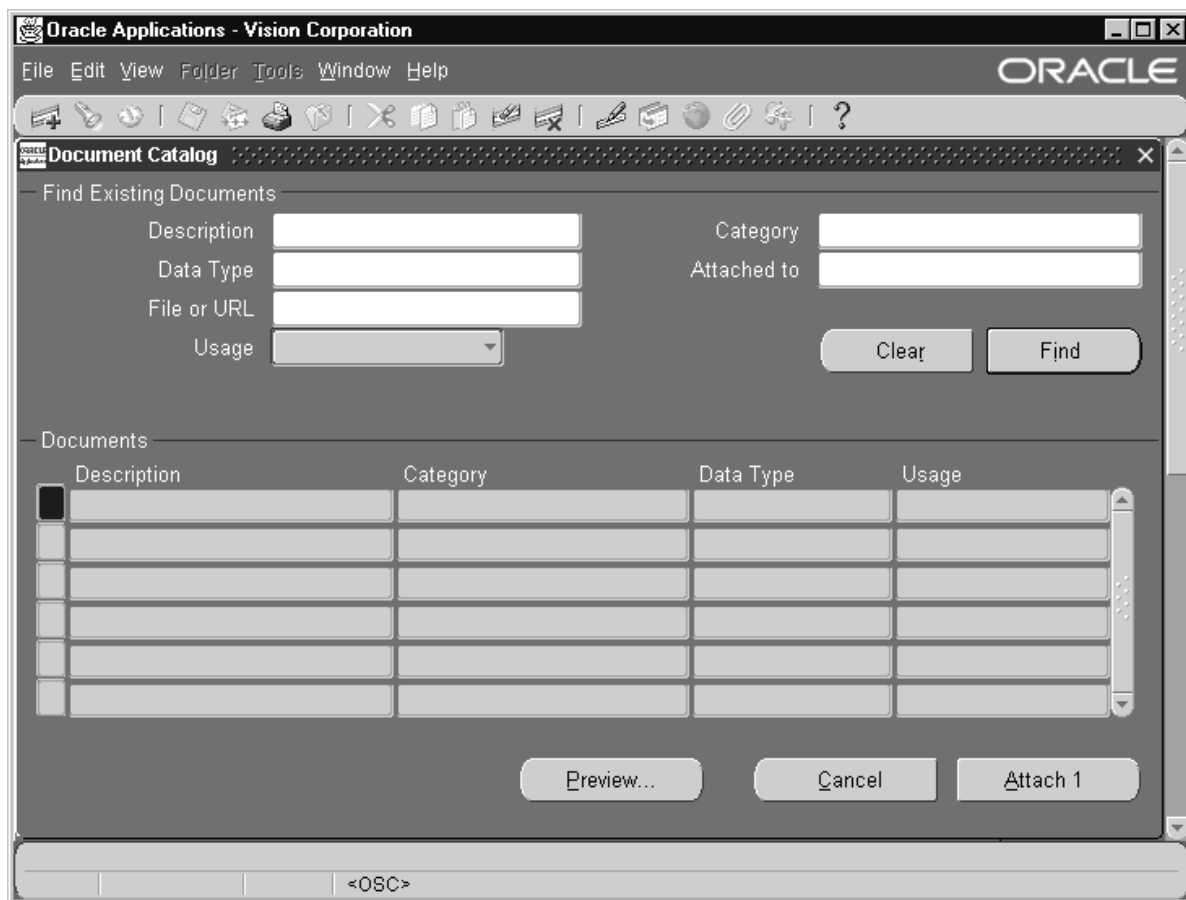 Oracle Applications - Vision Corporation
File Edit View Folder Tools Window Help ORACLE
?
Document Catalog
Find Existing Documents
Description Category
Data Type Attached to
File or URL
Usage Clear Find
Documents
Description Category Data Type Usage
Preview... Cancel Attach 1
<OSC>